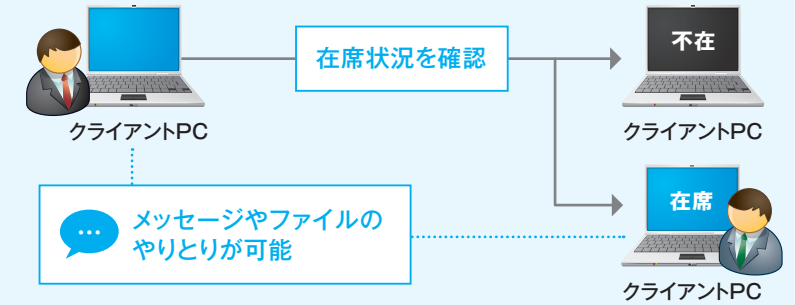 在席状況を確認
不在
クライアントPC
クライアントPC
在席
メッセージやファイルの
やりとりが可能
クライアントPC